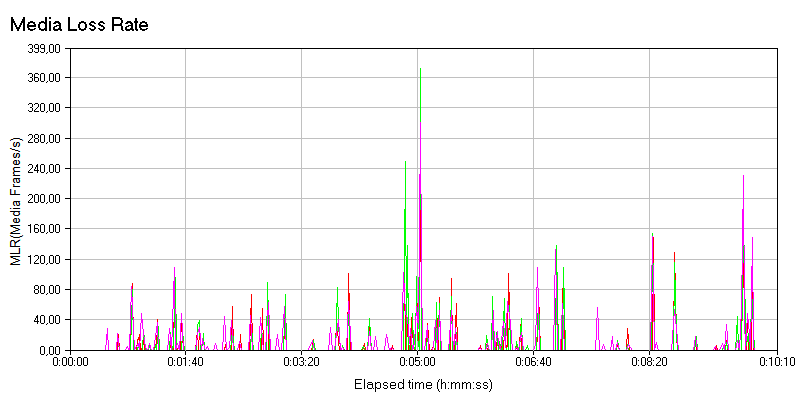 Media Loss Rate
399,00
360,00
320,00
280,00
240,00
200,00
160,00
120,00
80,00
40,00
0,00
MLR(Media Frames/s)
0:00:00 0:01:40 0:03:20 0:05:00 0:06:40 0:08:20 0:10:10
Elapsed time (h:mm:ss)